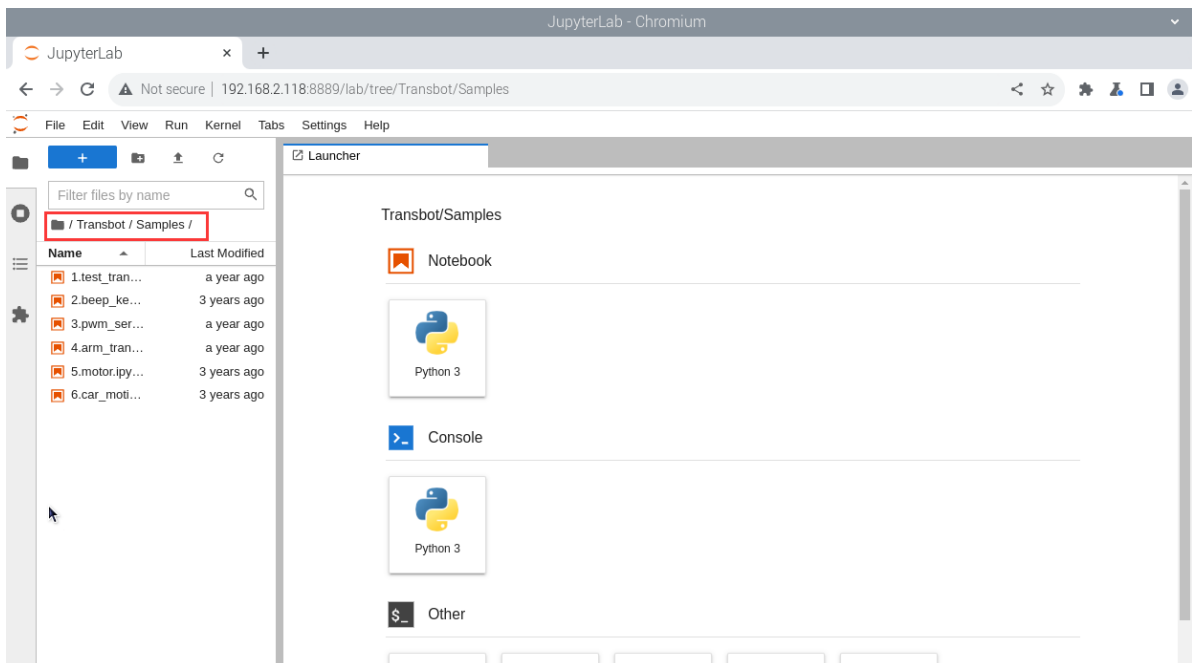 JupyterLab - Chromium
JupyterLab
Not secure | 192.168.2.118:8889/lab/tree/Transbot/Samples
File Edit View Run Kernel Tabs Settings Help
Launcher
Filter files by name
/ Transbot / Samples /
Name Last Modified
1.test_tran… a year ago
2.beep_ke… 3 years ago
3.pwm_ser… a year ago
4.arm_tran… a year ago
5.motor.ipy… 3 years ago
6.car_moti… 3 years ago
Transbot/Samples
Notebook
Python 3
Console
Python 3
$_ Other